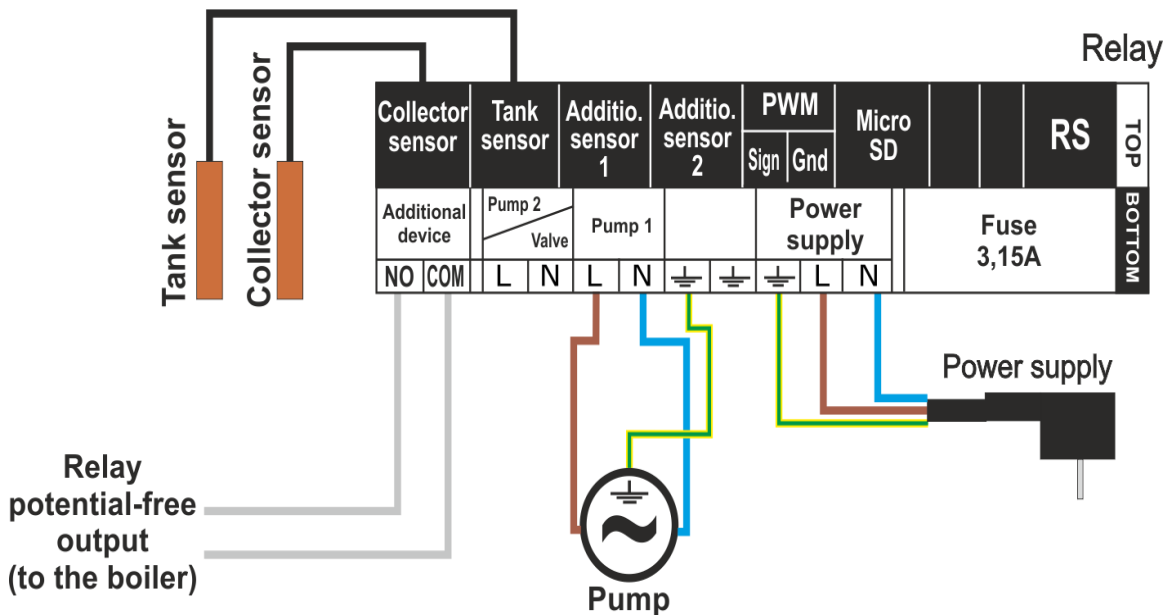 Relay
Collector sensor
Tank sensor
Additio. sensor 1
Additio. sensor 2
PWM
Sign Gnd
Micro SD
RS
TOP
Additional device
Pump 2
Valve
Pump 1
Power supply
Fuse 3,15A
BOTTOM
NO COM L N L N L N
Tank sensor
Collector sensor
Power supply
Relay
potential-free
output
(to the boiler)
Pump